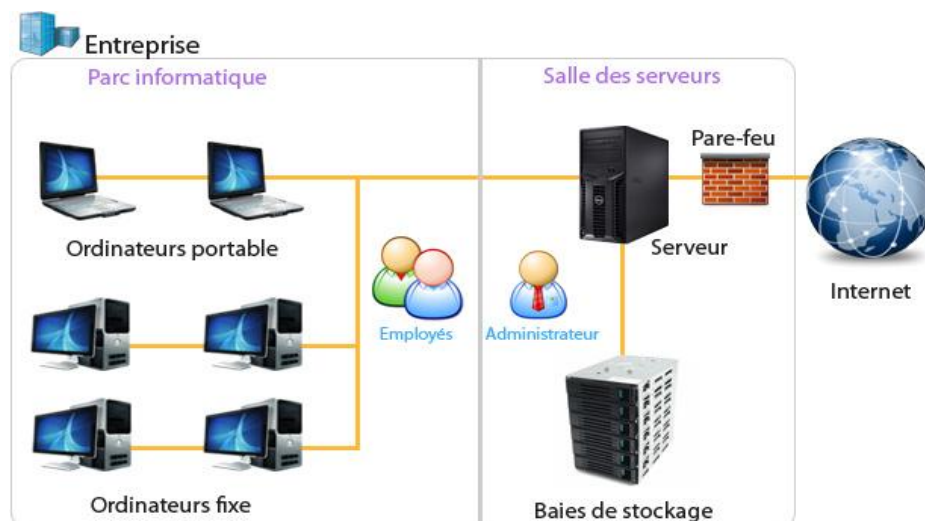 Entreprise
Parc informatique
Salle des serveurs
Pare-feu
Ordinateurs portable
Serveur
Internet
Employés
Administrateur
Ordinateurs fixe
Baies de stockage